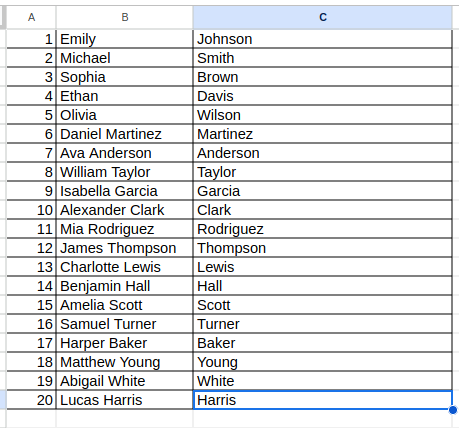 A B C
1 Emily Johnson
2 Michael Smith
3 Sophia Brown
4 Ethan Davis
5 Olivia Wilson
6 Daniel Martinez Martinez
7 Ava Anderson Anderson
8 William Taylor Taylor
9 Isabella Garcia Garcia
10 Alexander Clark Clark
11 Mia Rodriguez Rodriguez
12 James Thompson Thompson
13 Charlotte Lewis Lewis
14 Benjamin Hall Hall
15 Amelia Scott Scott
16 Samuel Turner Turner
17 Harper Baker Baker
18 Matthew Young Young
19 Abigail White White
20 Lucas Harris Harris